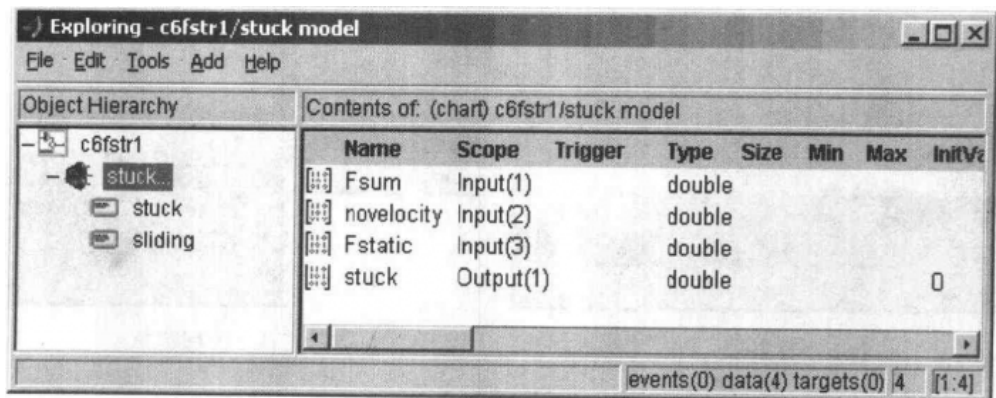 Exploring - c6fstr1/stuck model
File Edit Tools Add Help
Object Hierarchy
Contents of: (chart) c6fstr1/stuck model
c6fstr1
stuck...
stuck
sliding
Name Scope Trigger Type Size Min Max InitVa
Fsum Input(1) double
novelocity Input(2) double
Fstatic Input(3) double
stuck Output(1) double 0
events(0) data(4) targets(0) 4 [1:4]